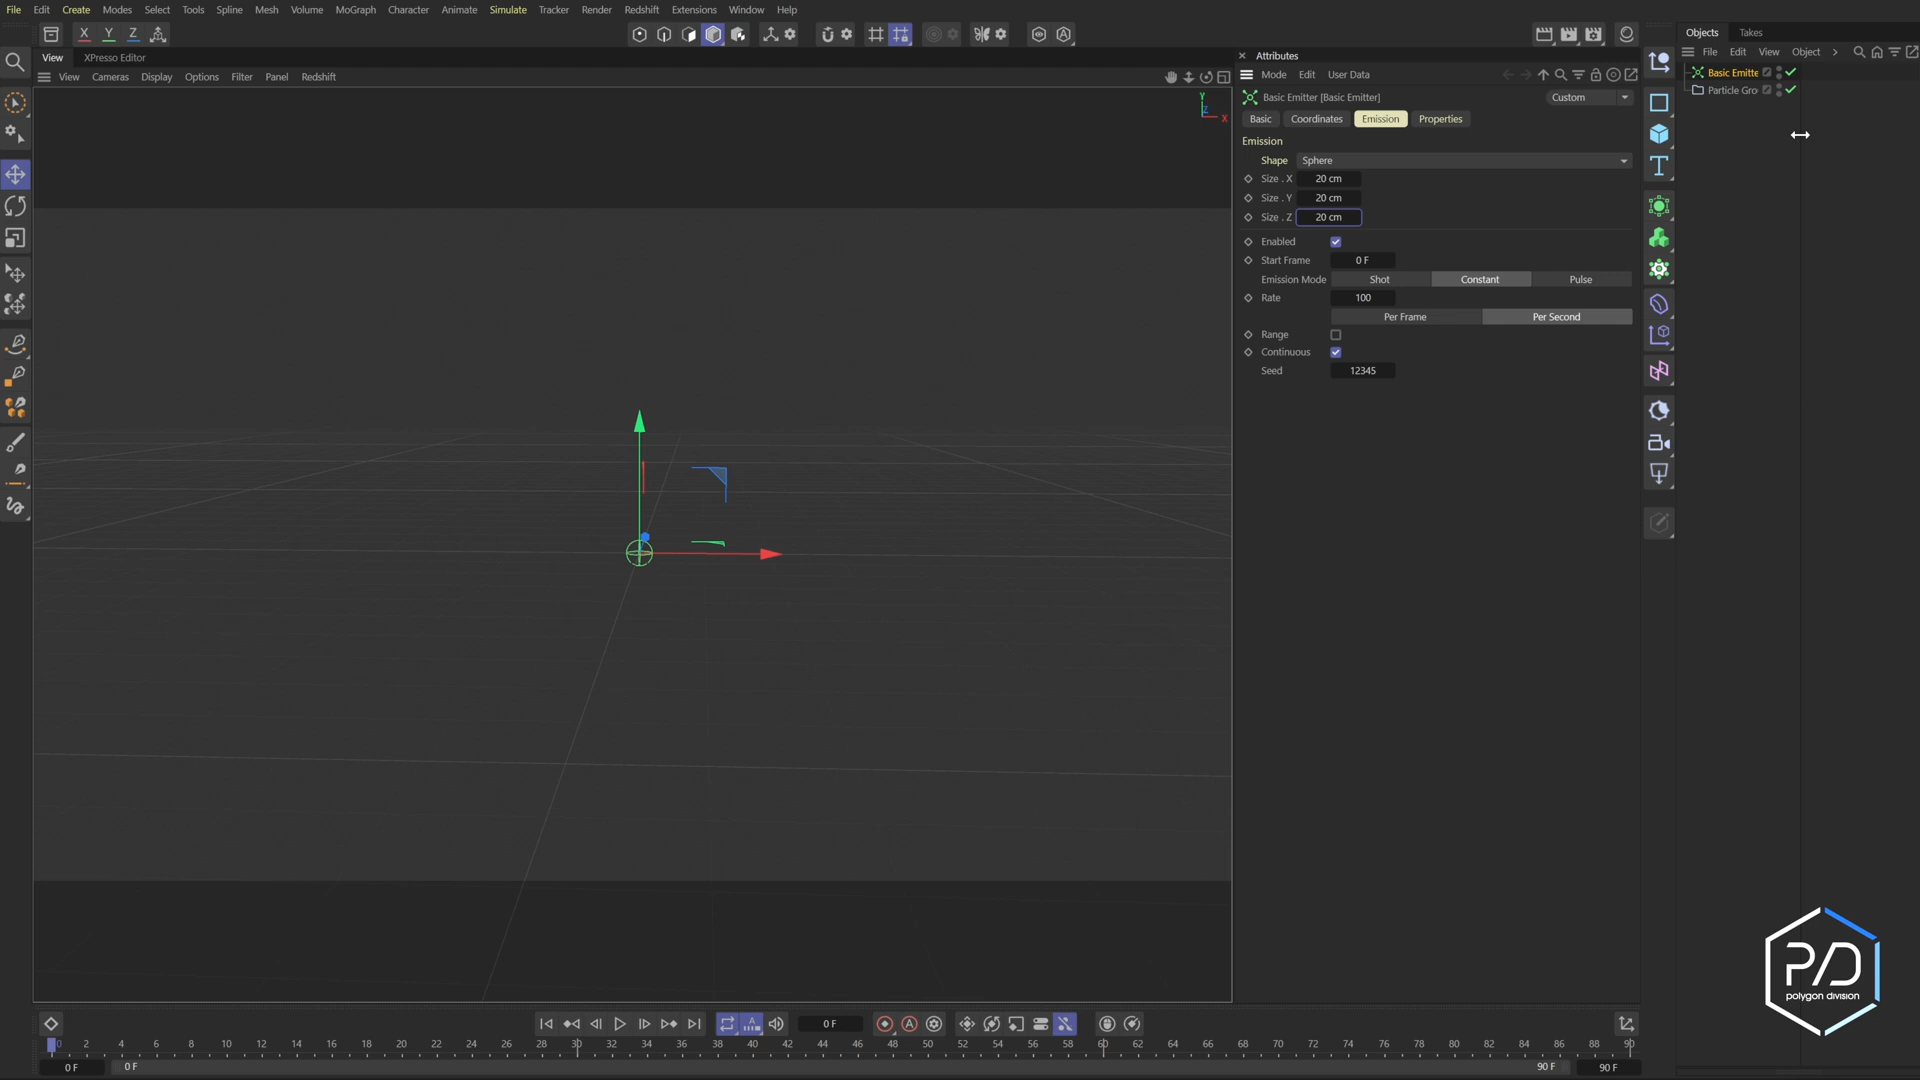 File Edit Create Modes Select Tools Spline Mesh Volume MoGraph Character Animate Simulate Tracker Render Redshift Extensions Window Help
X Y Z
View XPresso Editor
View Cameras Display Options Filter Panel Redshift
Y
Z
X
Attributes
Mode Edit User Data
Basic Emitter [Basic Emitter] Custom
Basic Coordinates Emission Properties
Emission
Shape Sphere
Size . X 20 cm
Size . Y 20 cm
Size . Z 20 cm
Enabled
Start Frame 0 F
Emission Mode Shot Constant Pulse
Rate 100
Per Frame Per Second
Range
Continuous
Seed 12345
Objects Takes
File Edit View Object
Basic Emitte
Particle Gro
PD
polygon division
0 F
0 2 4 6 8 10 12 14 16 18 20 22 24 26 28 30 32 34 36 38 40 42 44 46 48 50 52 54 56 58 60 62 64 66 68 70 72 74 76 78 80 82 84 86 88 90
0 F 0 F 90 F 90 F